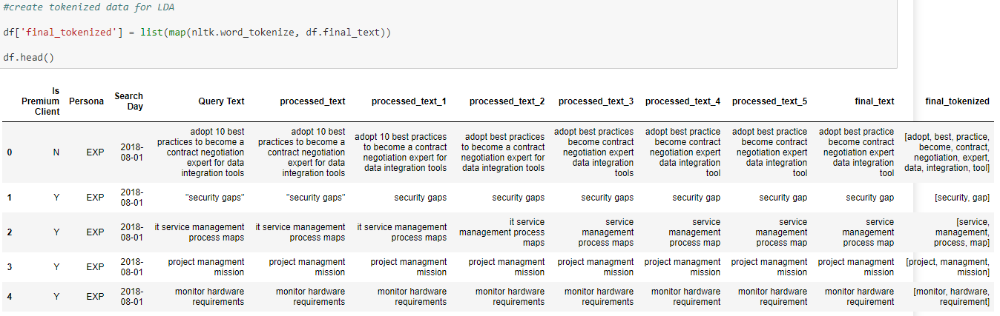 #create tokenized data for LDA
df['final_tokenized'] = list(map(nltk.word_tokenize, df.final_text))
df.head()
Is Premium Client Persona Search Day Query Text processed_text processed_text_1 processed_text_2 processed_text_3 processed_text_4 processed_text_5 final_text final_tokenized
0 N EXP 2018-08-01 adopt 10 best practices to become a contract negotiation expert for data integration tools adopt 10 best practices to become a contract negotiation expert for data integration tools adopt 10 best practices to become a contract negotiation expert for data integration tools adopt best practices to become a contract negotiation expert for data integration tools adopt best practices become contract negotiation expert data integration tools adopt best practice become contract negotiation expert data integration tool adopt best practice become contract negotiation expert data integration tool adopt best practice become contract negotiation expert data integration tool [adopt, best, practice, become, contract, negotiation, expert, data, integration, tool]
1 Y EXP 2018-08-01 "security gaps" "security gaps" security gaps security gaps security gaps security gap security gap security gap [security, gap]
2 Y EXP 2018-08-01 it service management process maps it service management process maps it service management process maps it service management process maps service management process maps service management process map service management process map service management process map [service, management, process, map]
3 Y EXP 2018-08-01 project managment mission project managment mission project managment mission project managment mission project managment mission project managment mission project managment mission project managment mission [project, managment, mission]
4 Y EXP 2018-08-01 monitor hardware requirements monitor hardware requirements monitor hardware requirements monitor hardware requirements monitor hardware requirements monitor hardware requirement monitor hardware requirement monitor hardware requirement [monitor, hardware, requirement]